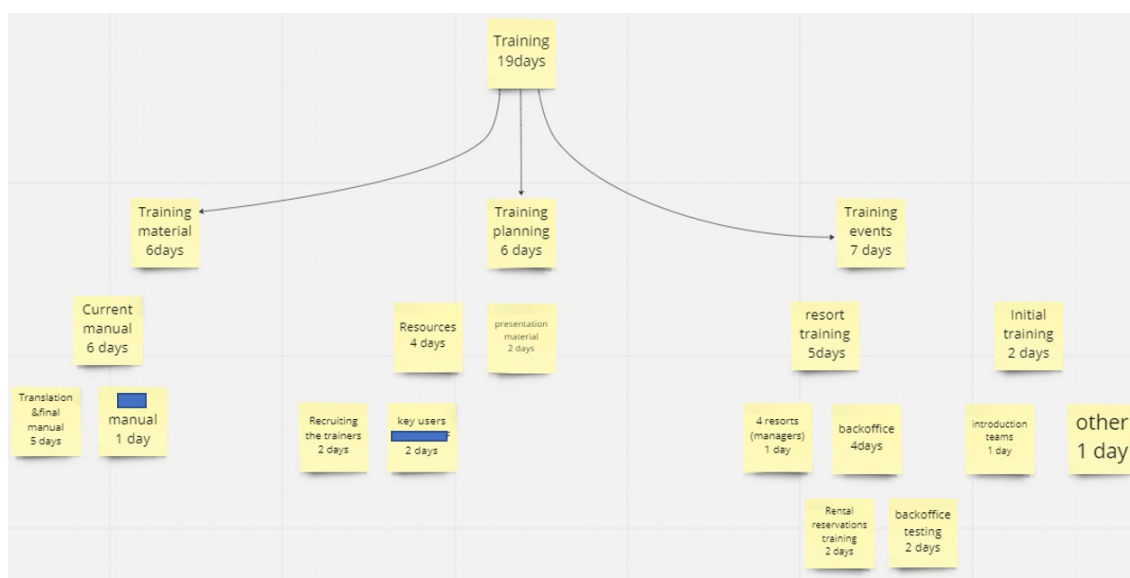 Training
19days
Training
material
6days
Training
planning
6 days
Training
events
7 days
Current
manual
6 days
Resources
4 days
presentation
material
2 days
resort
training
5days
Initial
training
2 days
Translation
&final
manual
5 days
manual
1 day
Recruiting
the trainers
2 days
key users
2 days
4 resorts
(managers)
1 day
backoffice
4days
introduction
teams
1 day
other
1 day
Rental
reservations
training
2 days
backoffice
testing
2 days